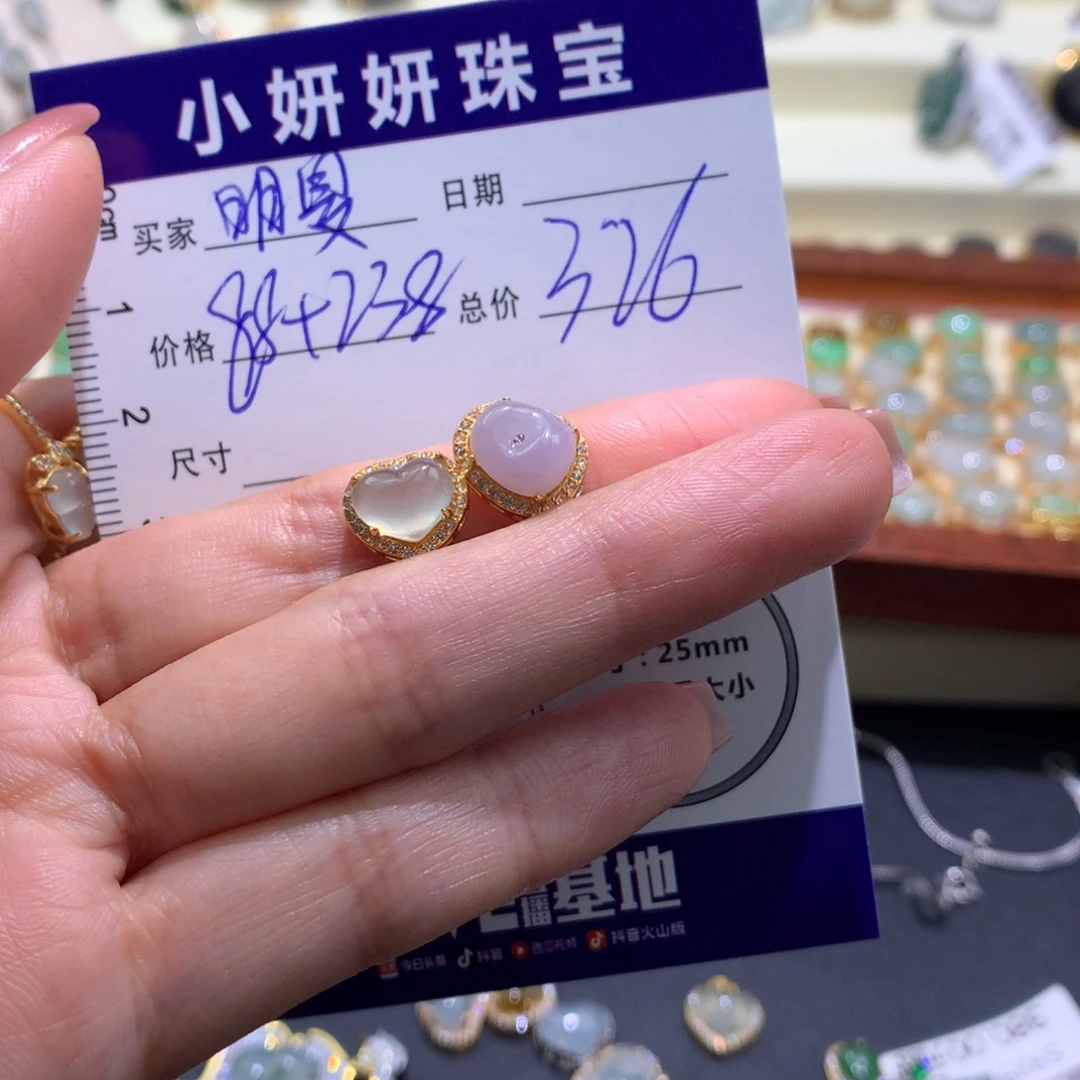 小妍妍珠宝
买家 明昊 日期
价格 88+238 总价 326
1
2
尺寸
: 25mm
大小
播基地
今日头条 抖音 西瓜视频 抖音火山版